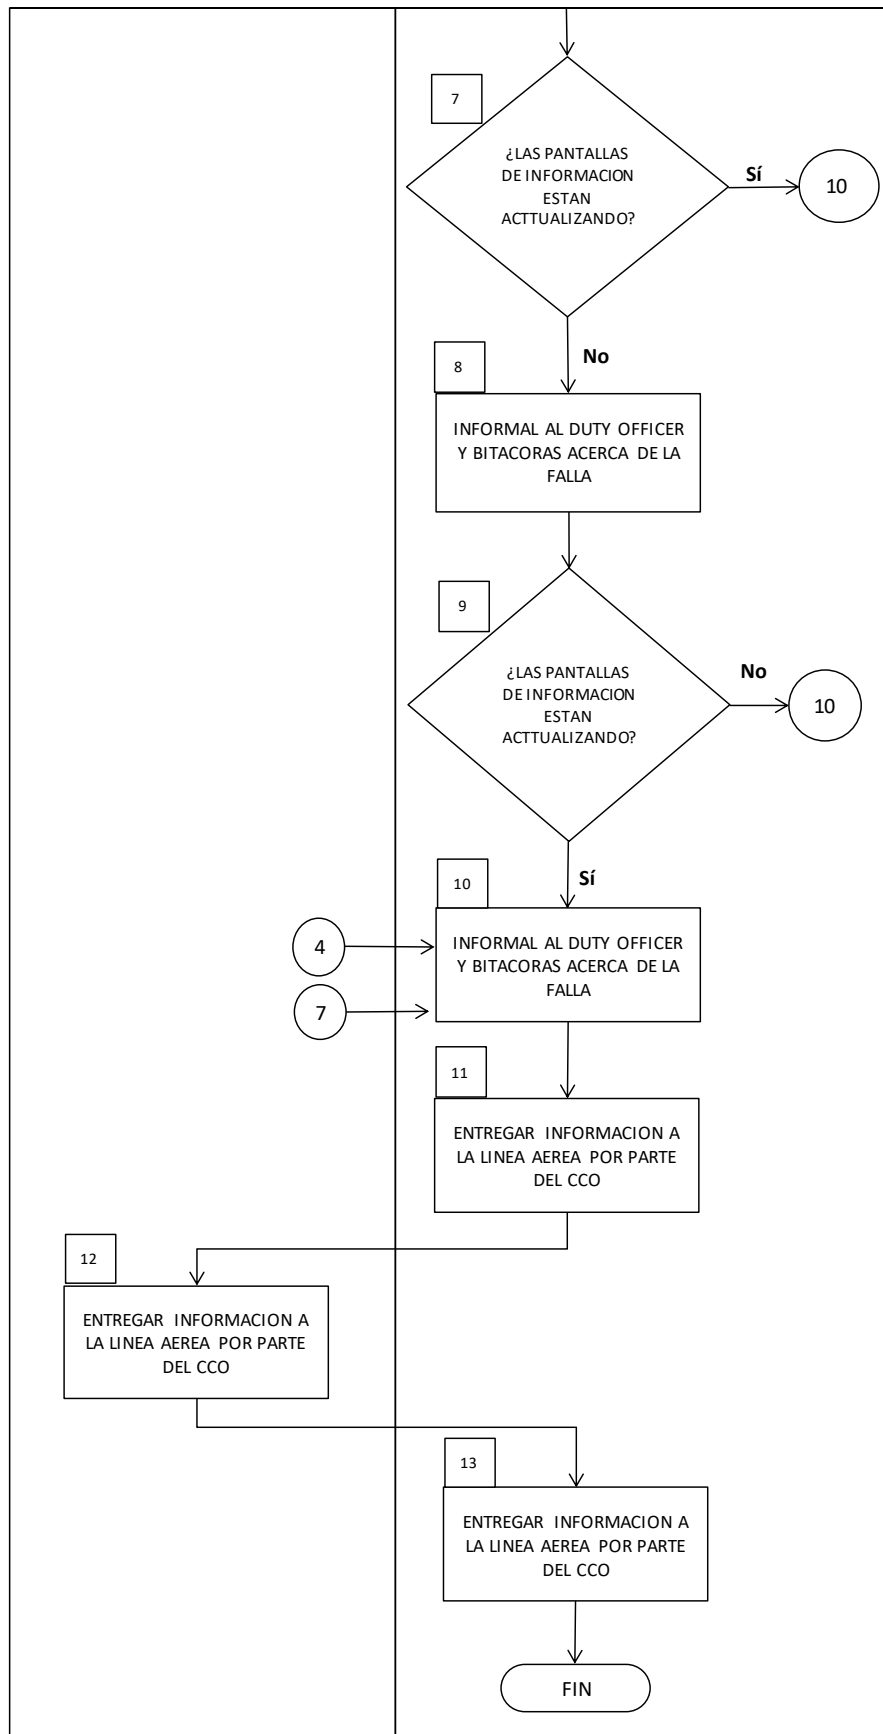 7
¿LAS PANTALLAS
DE INFORMACION
ESTAN
ACTTUALIZANDO?
Sí
10
No
8
INFORMAL AL DUTY OFFICER
Y BITACORAS ACERCA DE LA
FALLA
9
¿LAS PANTALLAS
DE INFORMACION
ESTAN
ACTTUALIZANDO?
No
10
Sí
10
4
INFORMAL AL DUTY OFFICER
Y BITACORAS ACERCA DE LA
FALLA
7
11
ENTREGAR INFORMACION A
LA LINEA AEREA POR PARTE
DEL CCO
12
ENTREGAR INFORMACION A
LA LINEA AEREA POR PARTE
DEL CCO
13
ENTREGAR INFORMACION A
LA LINEA AEREA POR PARTE
DEL CCO
FIN